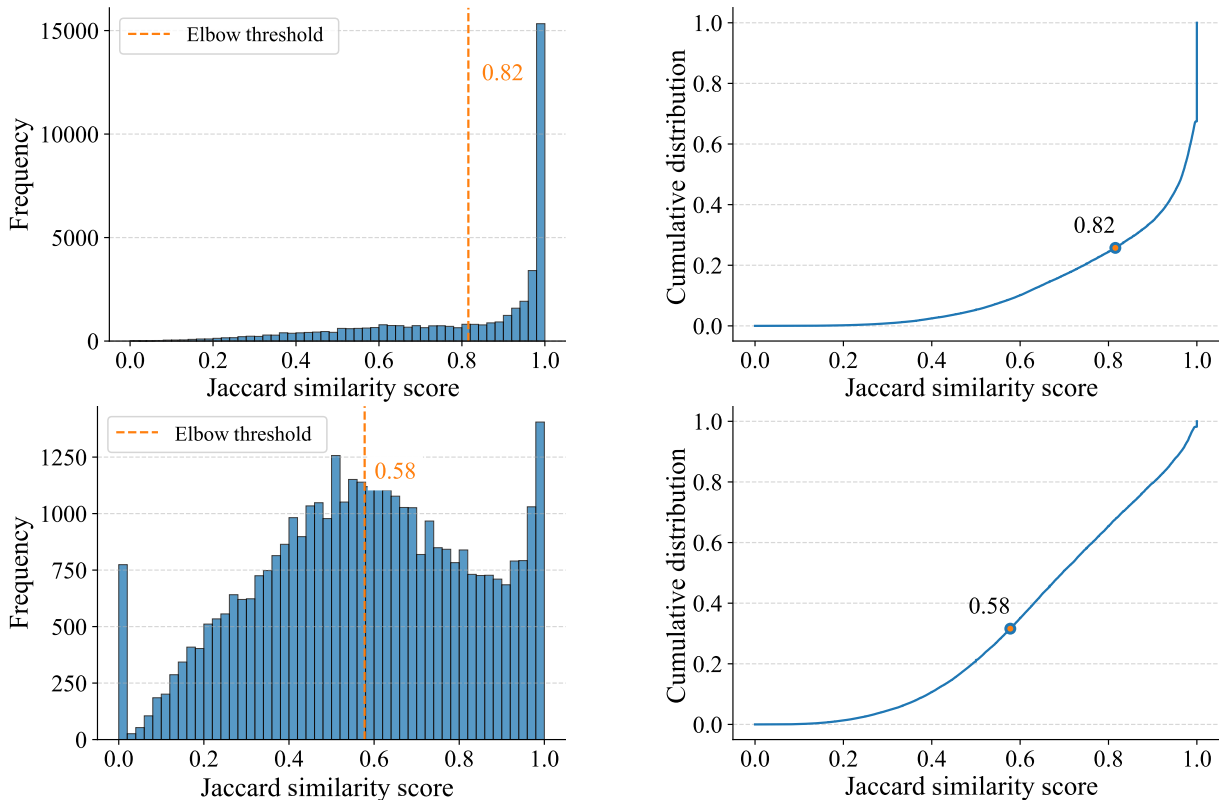 Elbow threshold
0.82
15000
10000
5000
0
Frequency
0.0 0.2 0.4 0.6 0.8 1.0
Jaccard similarity score
1.0
0.8
0.6
0.4
0.2
0.0
Cumulative distribution
0.82
0.0 0.2 0.4 0.6 0.8 1.0
Jaccard similarity score
Elbow threshold
0.58
1250
1000
750
500
250
0
Frequency
0.0 0.2 0.4 0.6 0.8 1.0
Jaccard similarity score
1.0
0.8
0.6
0.4
0.2
0.0
Cumulative distribution
0.58
0.0 0.2 0.4 0.6 0.8 1.0
Jaccard similarity score